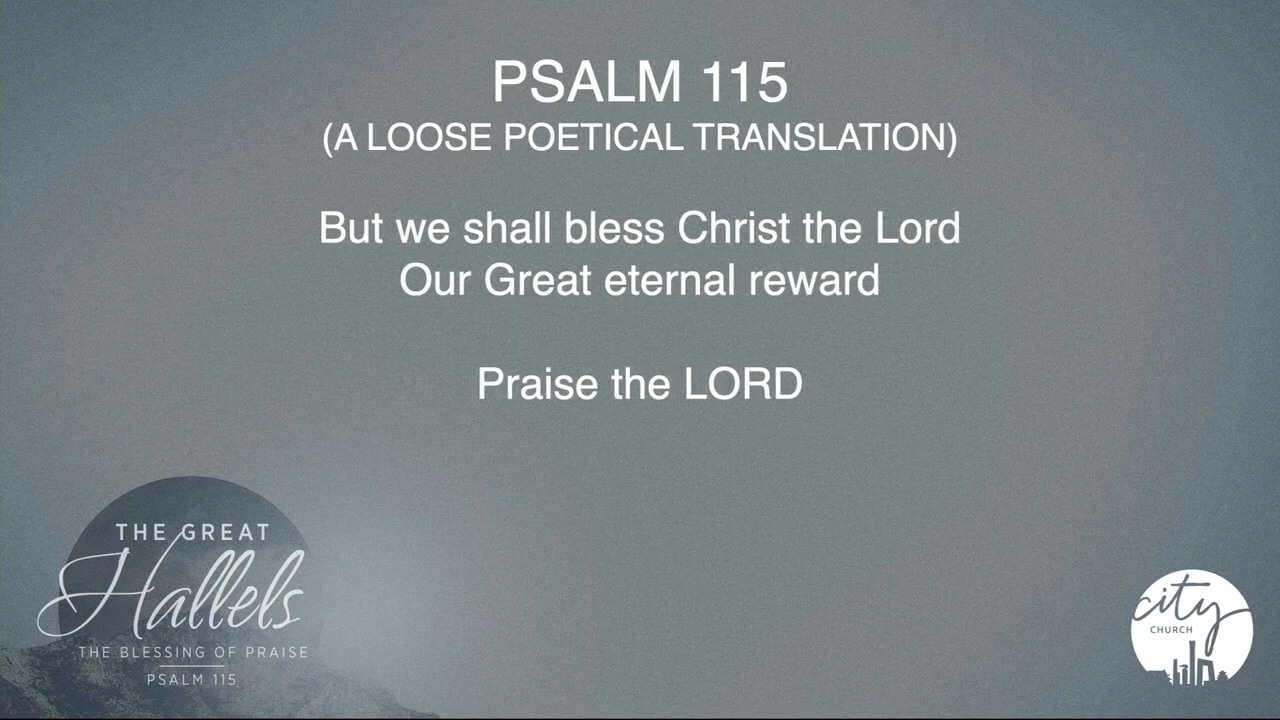 PSALM 115
(A LOOSE POETICAL TRANSLATION)
But we shall bless Christ the Lord
Our Great eternal reward
Praise the LORD
THE GREAT
Hallels
THE BLESSING OF PRAISE
PSALM 115
city
CHURCH